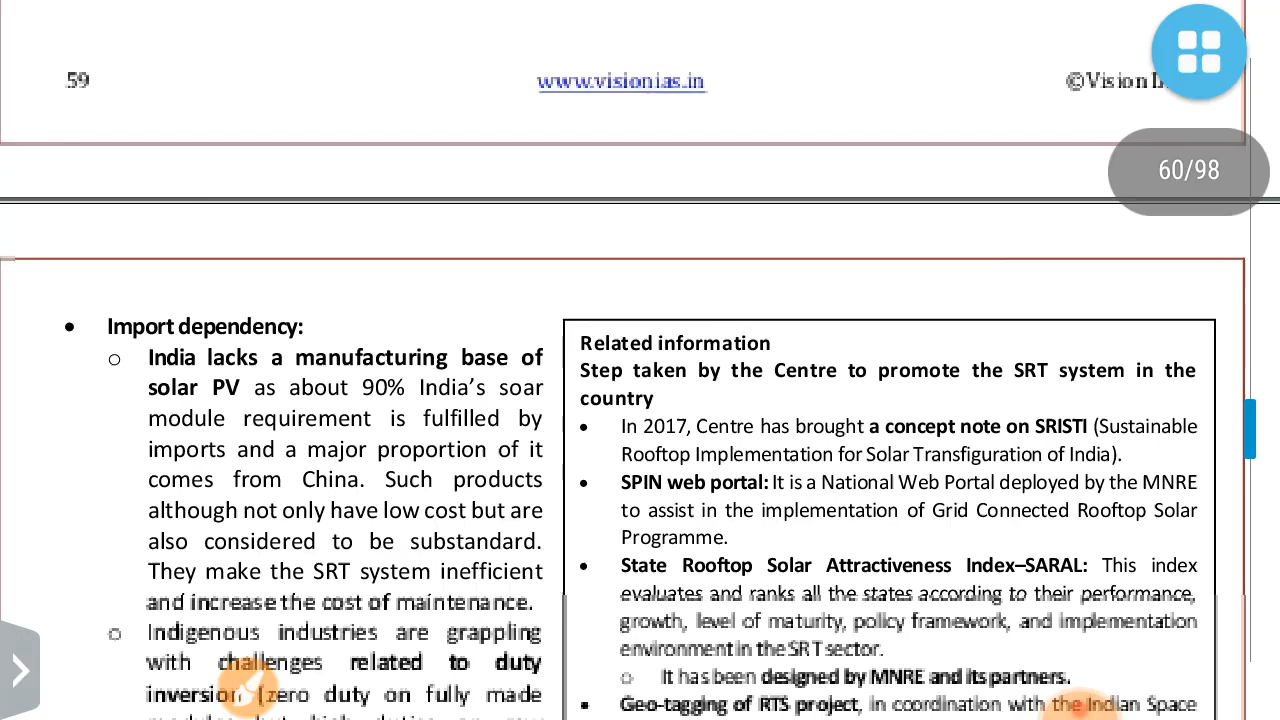 59 www.visionias.in ©Vision
60/98
• Import dependency:
o India lacks a manufacturing base of
solar PV as about 90% India's soar
module requirement is fulfilled by
imports and a major proportion of it
comes from China. Such products
although not only have low cost but are
also considered to be substandard.
They make the SRT system inefficient
and increase the cost of maintenance.
o Indigenous industries are grappling
with challenges related to duty
inversion (zero duty on fully made
Related information
Step taken by the Centre to promote the SRT system in the
country
• In 2017, Centre has brought a concept note on SRISTI (Sustainable
Rooftop Implementation for Solar Transfiguration of India).
• SPIN web portal: It is a National Web Portal deployed by the MNRE
to assist in the implementation of Grid Connected Rooftop Solar
Programme.
• State Rooftop Solar Attractiveness Index–SARAL: This index
evaluates and ranks all the states according to their performance,
growth, level of maturity, policy framework, and implementation
environment in the SRT sector.
o It has been designed by MNRE and its partners.
• Geo-tagging of RTS project, in coordination with the Indian Space